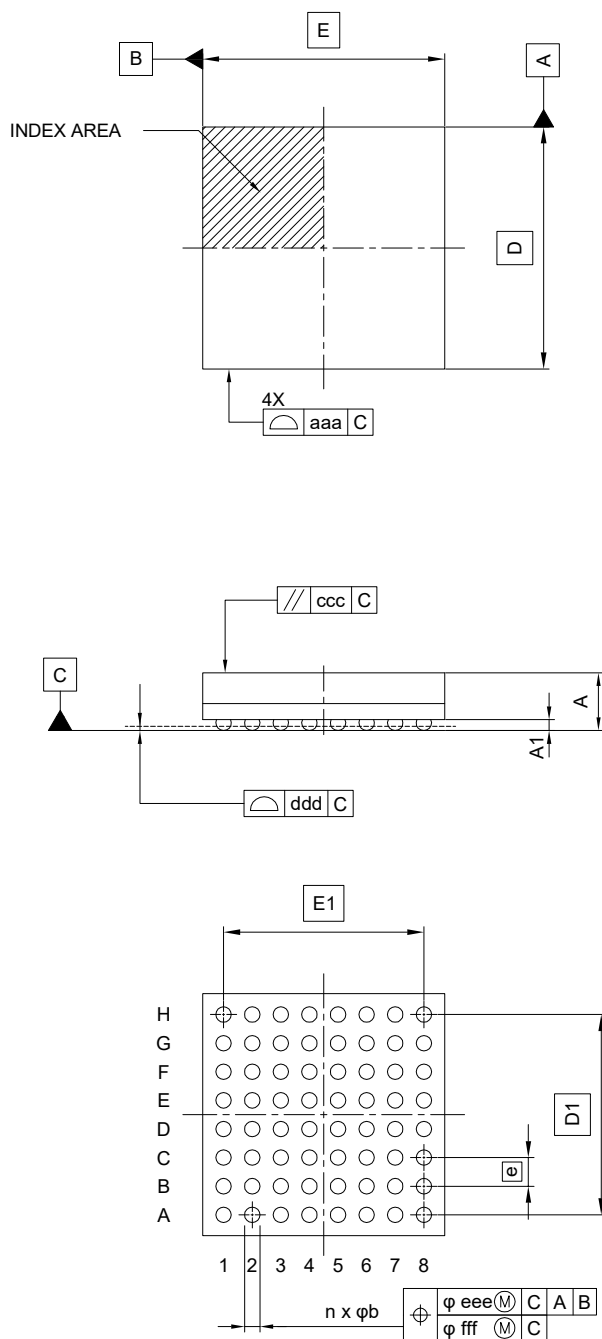 E
B
A
INDEX AREA
D
4X
aaa C
// ccc C
C
A
A1
ddd C
E1
H
G
F
E
D
C
B
A
D1
e
1 2 3 4 5 6 7 8
n x φb
φ eee Ⓜ C A B
φ fff Ⓜ C